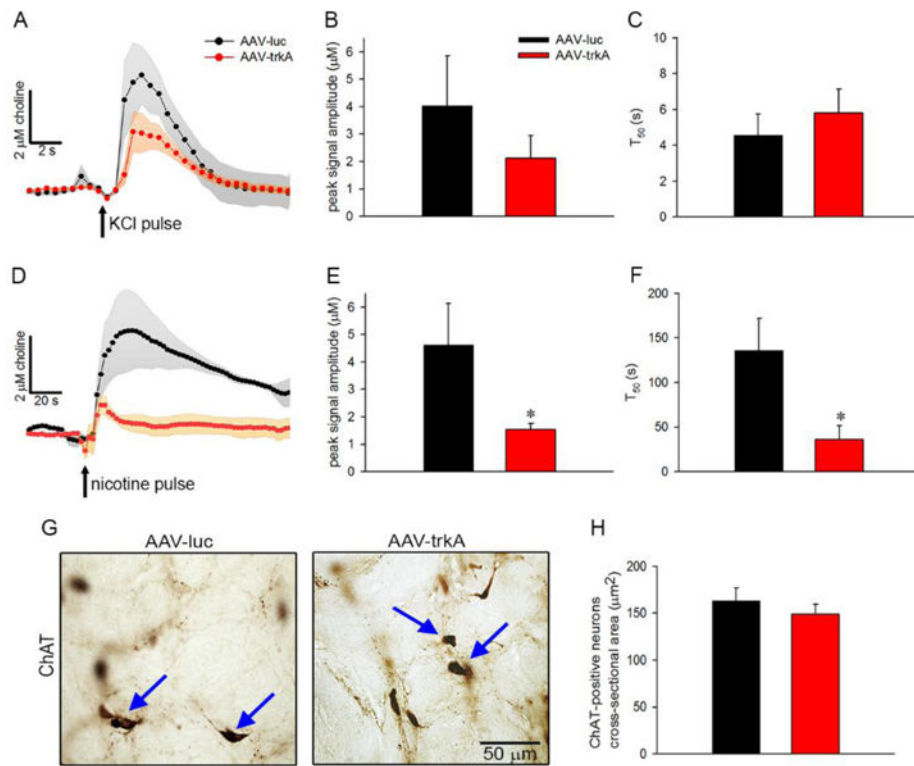 A
AAV-luc
AAV-trkA
2 µM choline
2 s
KCl pulse
B
AAV-luc
AAV-trkA
peak signal amplitude (µM)
7
6
5
4
3
2
1
0
C
T50 (s)
10
8
6
4
2
0
D
2 µM choline
20 s
nicotine pulse
E
peak signal amplitude (µM)
6
5
4
3
2
1
0
*
F
T50 (s)
200
150
100
50
0
*
G
AAV-luc
AAV-trkA
ChAT
50 µm
H
ChAT-positive neurons
cross-sectional area (µm²)
200
150
100
50
0